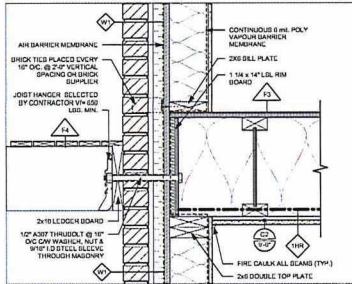 W1
AIR BARRIER MEMBRANE
BRICK TIES PLACED EVERY
16" O/C. @ 2'-0" VERTICAL
SPACING ON BRICK
SUPPLIER
JOIST HANGER SELECTED
BY CONTRACTOR Vf= 650
LBS. MIN.
F4
2x10 LEDGER BOARD
1/2" A307 THRUBOLT @ 16"
O/C C/W WASHER, NUT &
9/16" I.D STEEL SLEEVE
THROUGH MASONRY
W1
CONTINUOUS 6 mil. POLY
VAPOUR BARRIER
MEMBRANE
2X6 SILL PLATE
1 1/4 x 14" LSL RIM
BOARD
F3
C2
1HR
FIRE CAULK ALL SEAMS (TYP.)
2x6 DOUBLE TOP PLATE